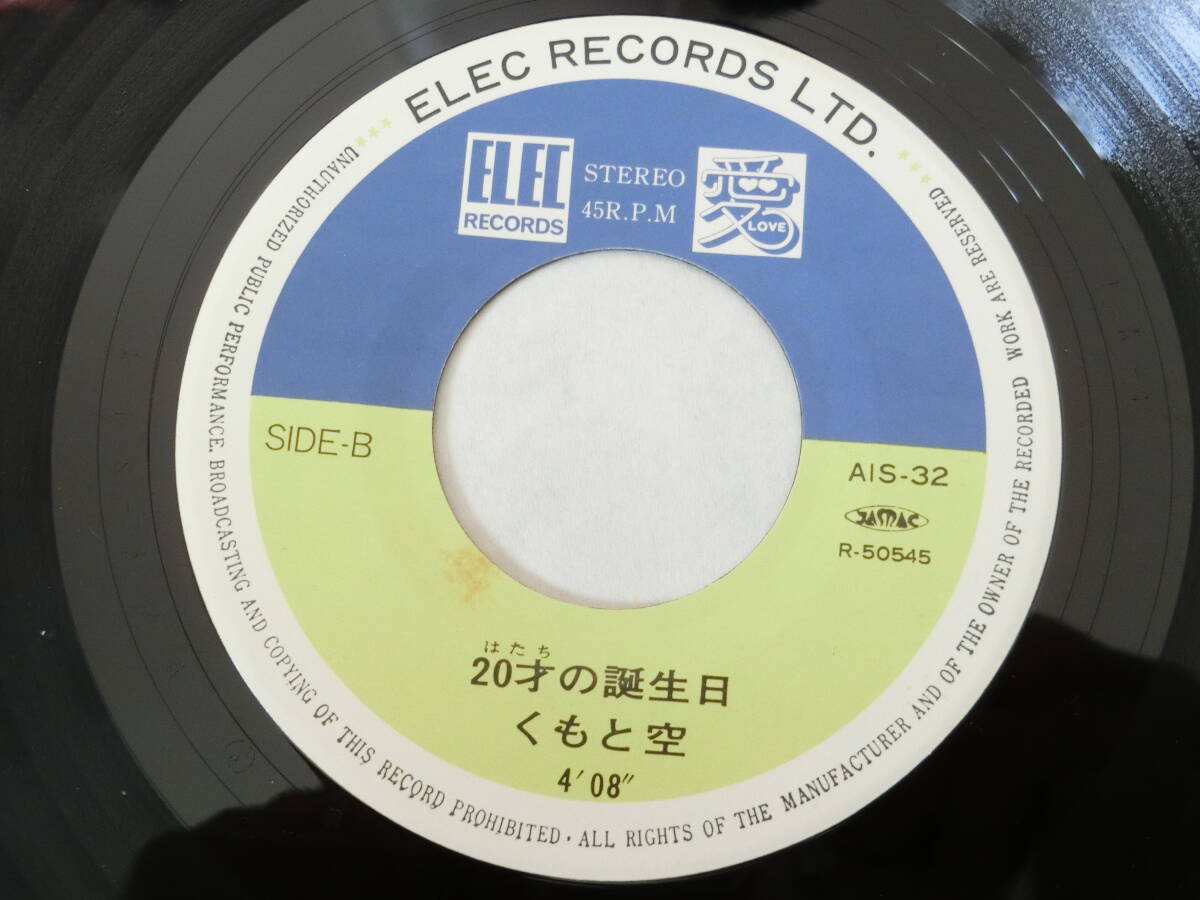 ELEC RECORDS LTD.
ELEC
RECORDS
STEREO
45R.P.M
愛
LOVE
SIDE-B
AIS-32
JASRAC
R-50545
はたち
20才の誕生日
くもと空
4′08″
UNAUTHORIZED PUBLIC PERFORMANCE. BROADCASTING AND COPYING OF THIS RECORD PROHIBITED · ALL RIGHTS OF THE MANUFACTURER AND OF THE OWNER OF THE RECORDED WORK ARE RESERVED